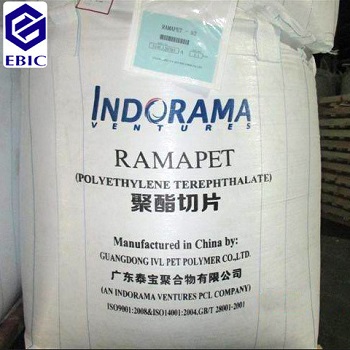 EBIC
RAMAPET - N2
INDORAMA
VENTURES
RAMAPET
(POLYETHYLENE TEREPHTHALATE)
聚酯切片
Manufactured in China by:
GUANGDONG IVL PET POLYMER CO.,LTD.
广东泰宝聚合物有限公司
(AN INDORAMA VENTURES PCL COMPANY)
ISO9001:2008&ISO14001:2004,GB/T 28001-2001